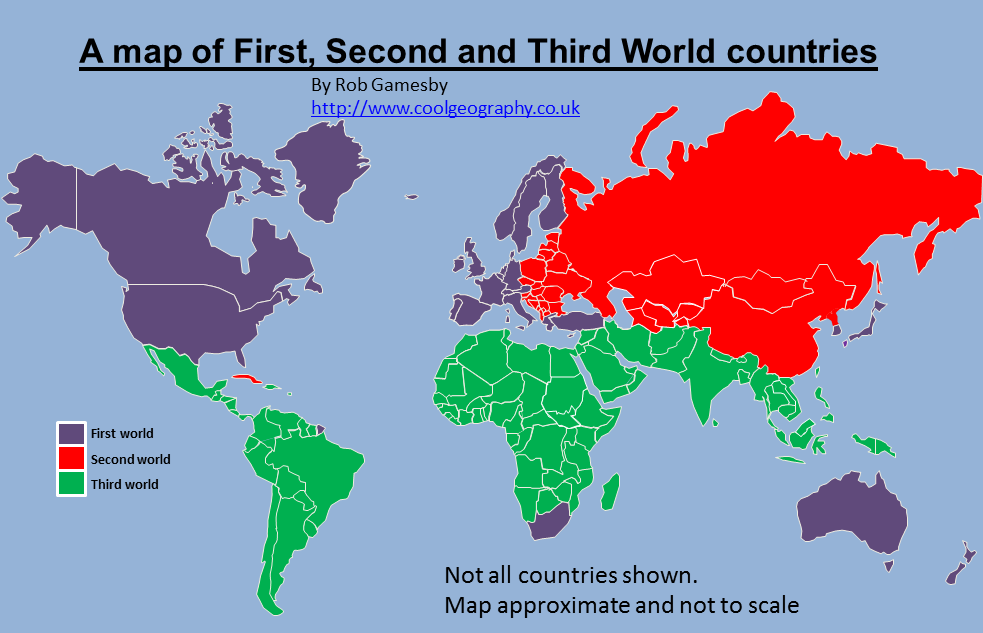 A map of First, Second and Third World countries
By Rob Gamesby
http://www.coolgeography.co.uk
First world
Second world
Third world
Not all countries shown.
Map approximate and not to scale